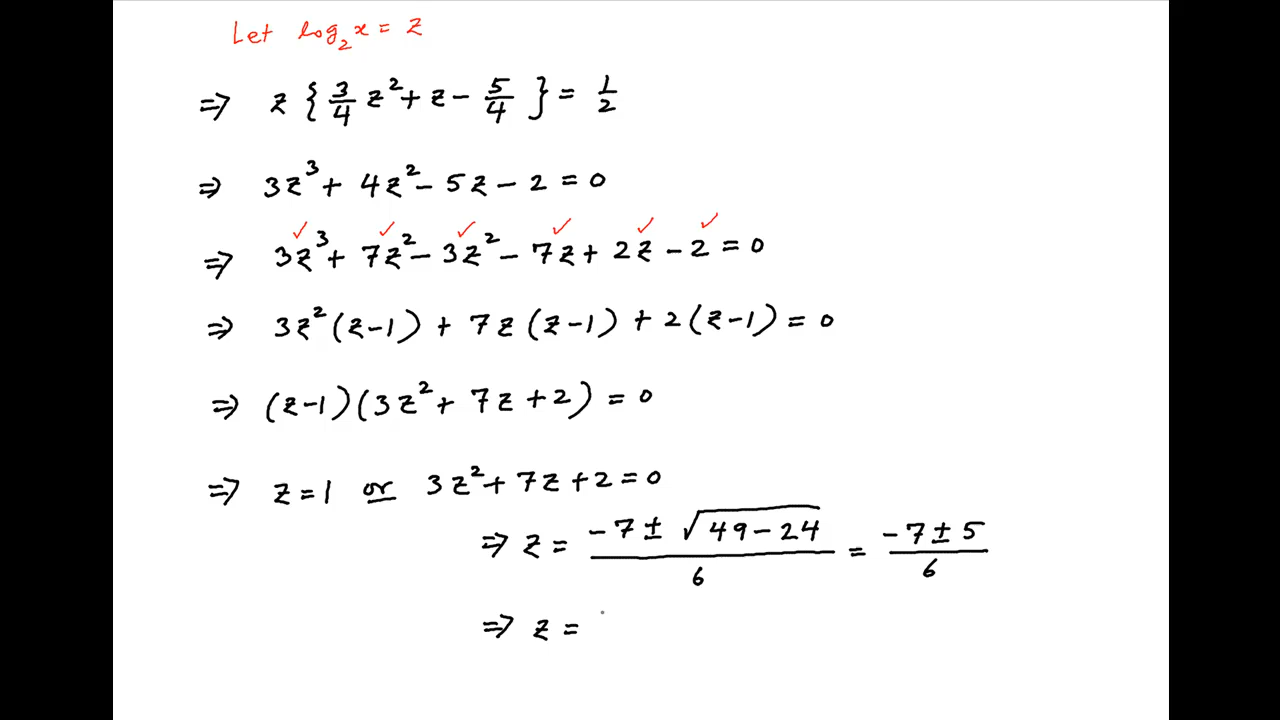 Let log₂x = z
⇒ z { 3/4 z² + z - 5/4 } = 1/2
⇒ 3z³ + 4z² - 5z - 2 = 0
✓ ✓ ✓ ✓ ✓ ✓
⇒ 3z³ + 7z² - 3z² - 7z + 2z - 2 = 0
⇒ 3z² (z-1) + 7z (z-1) + 2 (z-1) = 0
⇒ (z-1) (3z² + 7z + 2) = 0
⇒ z = 1 or 3z² + 7z + 2 = 0
⇒ z = (-7 ± √(49-24))/6 = (-7 ± 5)/6
⇒ z =